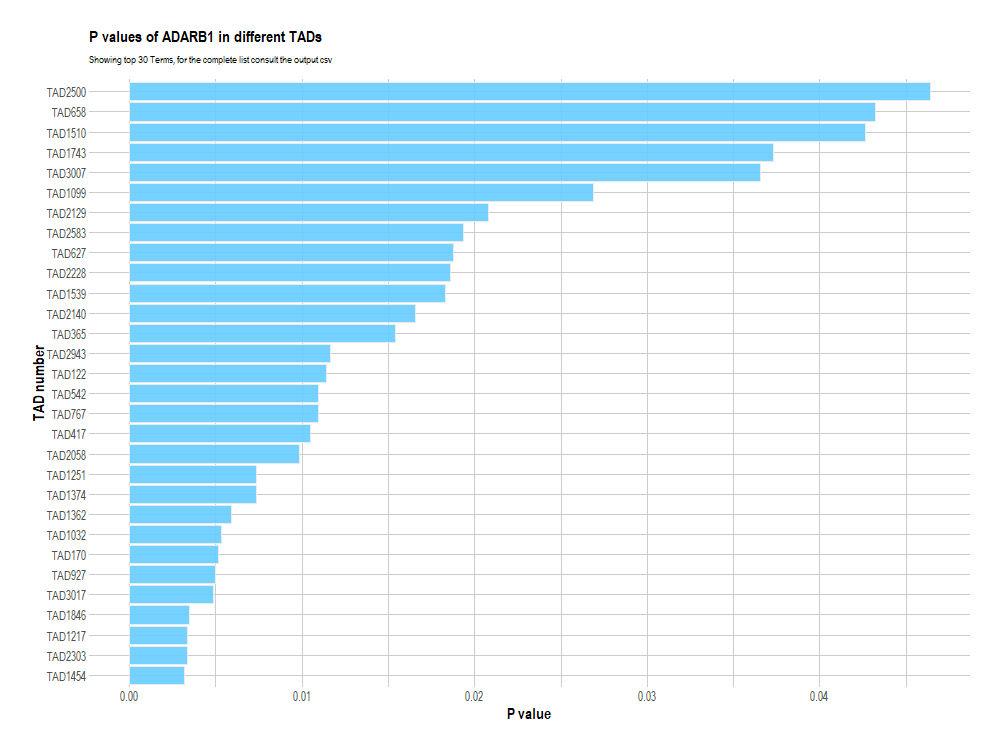 P values of ADARB1 in different TADs
Showing top 30 Terms, for the complete list consult the output csv
TAD number
TAD2500
TAD658
TAD1510
TAD1743
TAD3007
TAD1099
TAD2129
TAD2583
TAD627
TAD2228
TAD1539
TAD2140
TAD365
TAD2943
TAD122
TAD542
TAD767
TAD417
TAD2058
TAD1251
TAD1374
TAD1362
TAD1032
TAD170
TAD927
TAD3017
TAD1846
TAD1217
TAD2303
TAD1454
0.00 0.01 0.02 0.03 0.04
P value